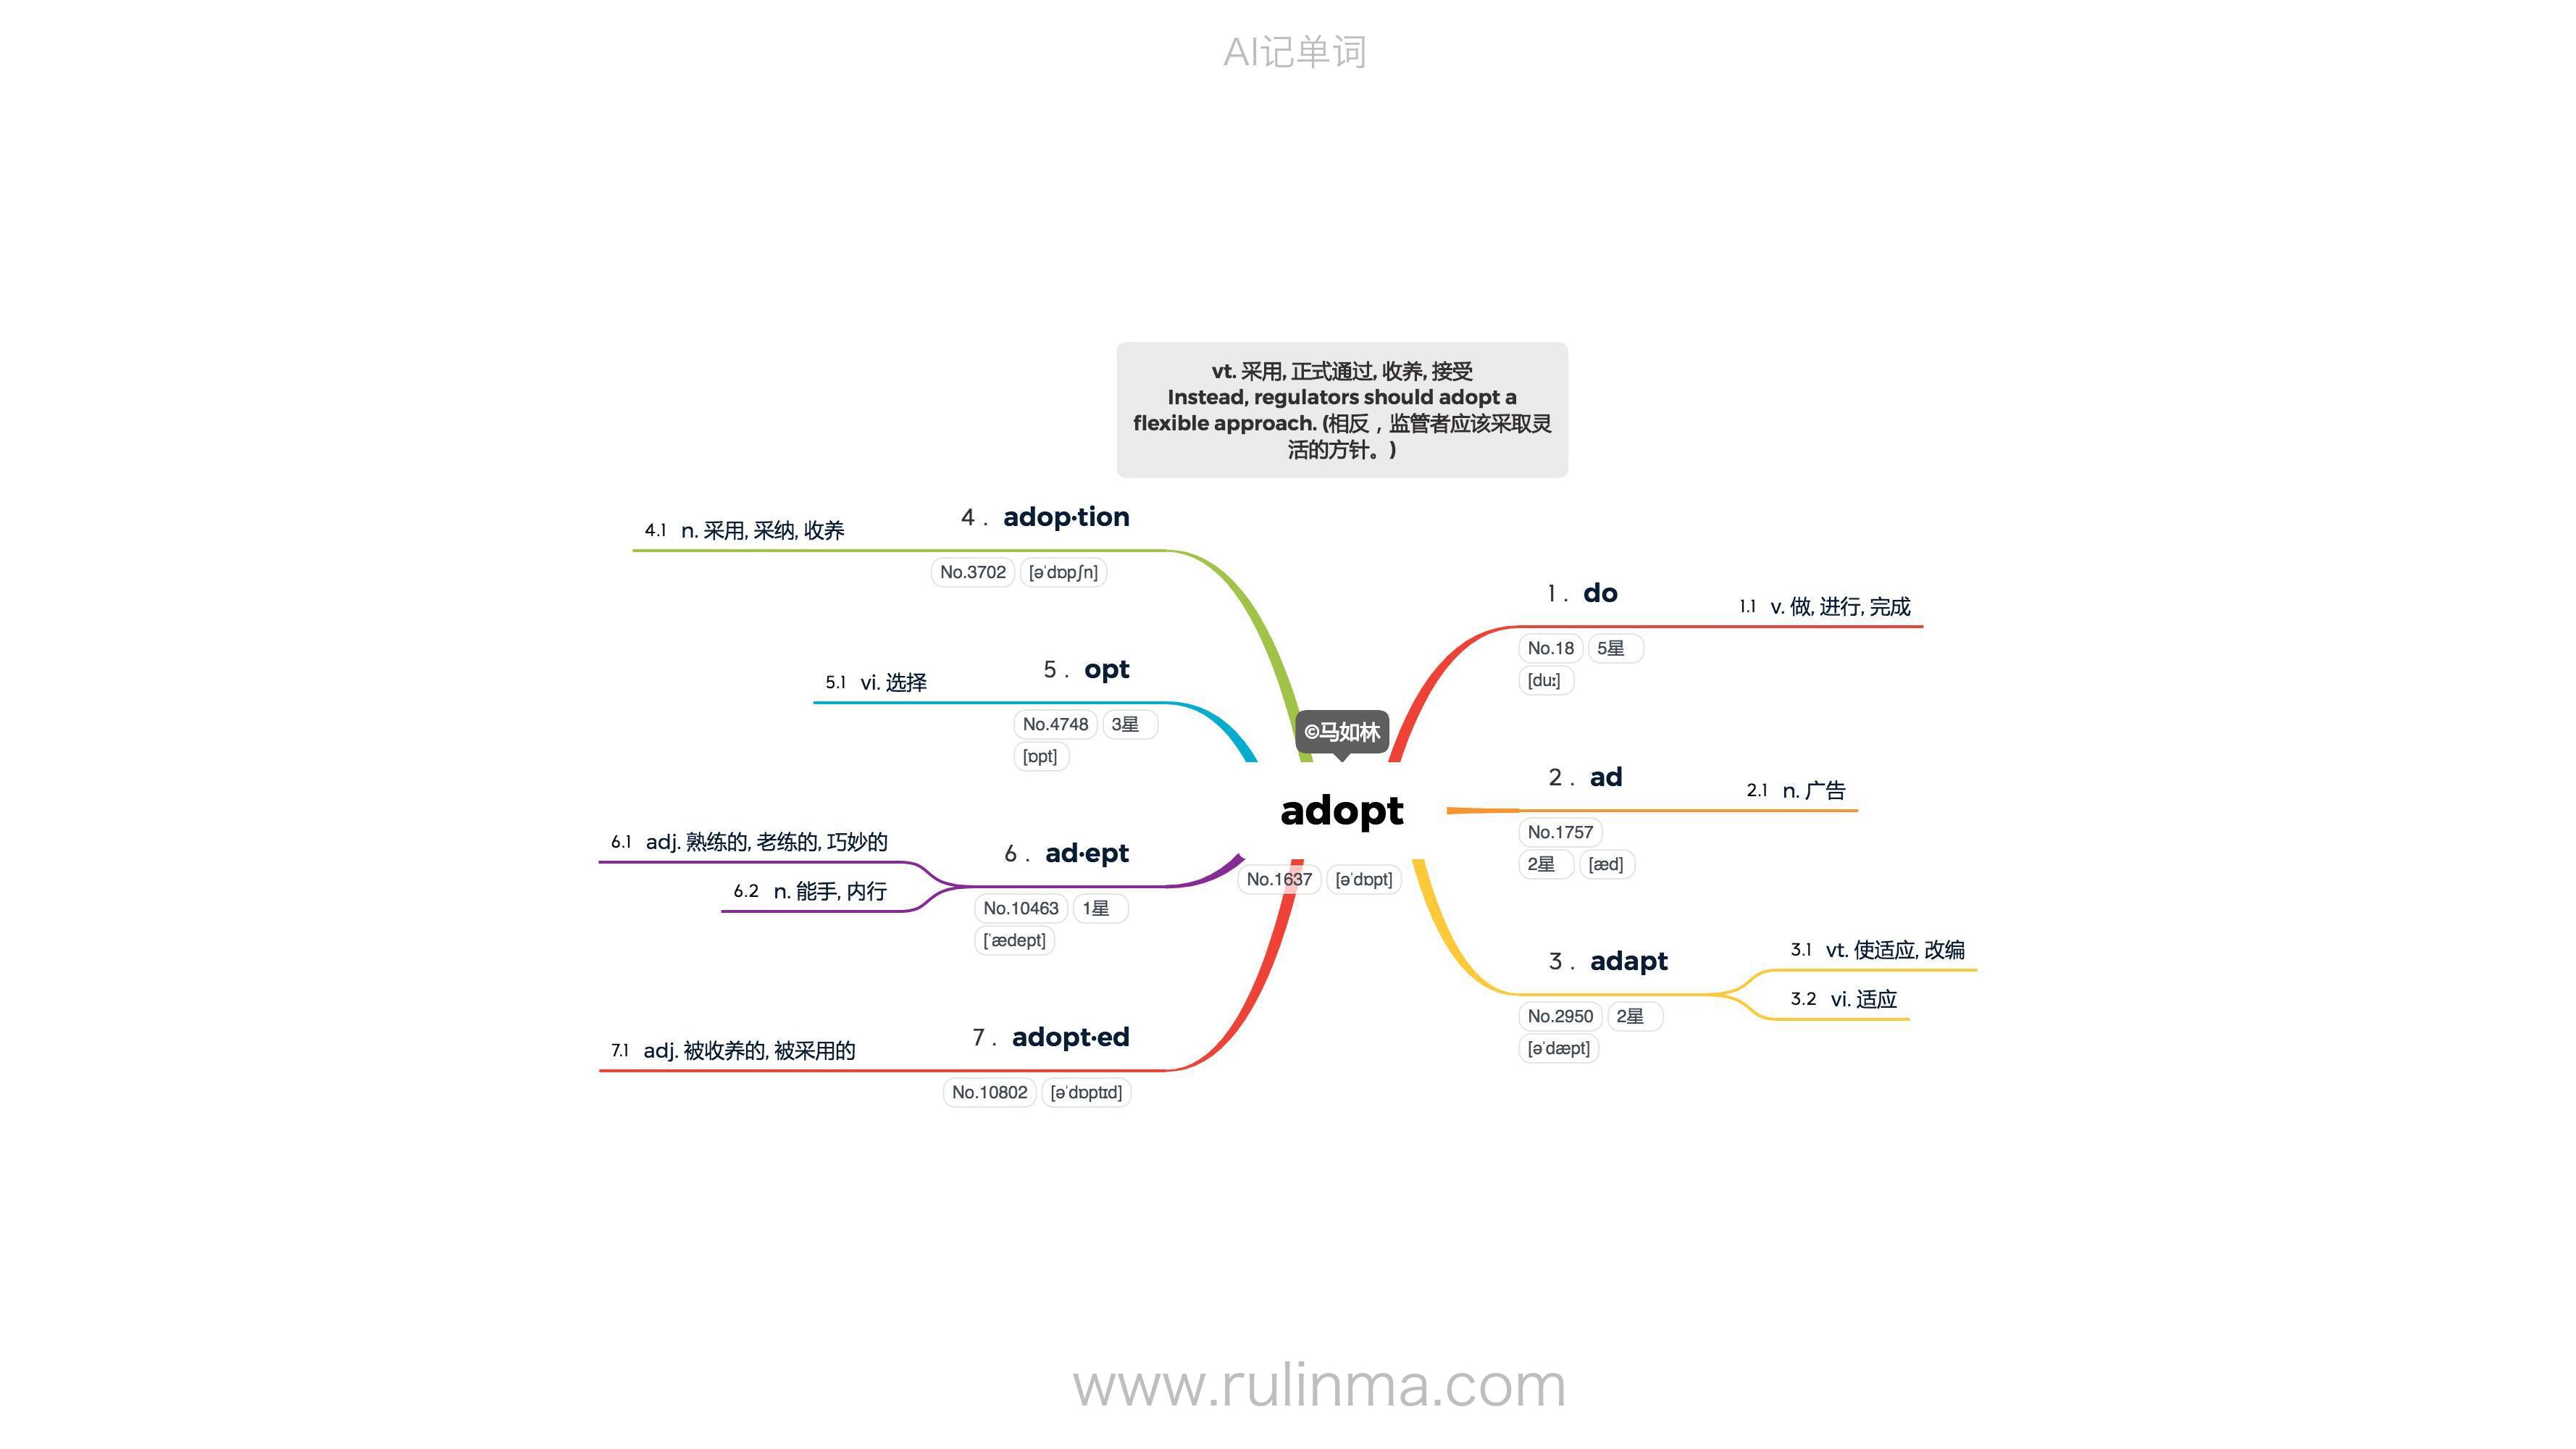 AI记单词
vt. 采用, 正式通过, 收养, 接受
Instead, regulators should adopt a
flexible approach. (相反，监管者应该采取灵
活的方针。)
©马如林
adopt
No.1637 [əˈdɒpt]
1. do
1.1 v. 做, 进行, 完成
No.18 5星
[duː]
2. ad
2.1 n. 广告
No.1757
2星 [æd]
3. adapt
3.1 vt. 使适应, 改编
3.2 vi. 适应
No.2950 2星
[əˈdæpt]
4. adop·tion
4.1 n. 采用, 采纳, 收养
No.3702 [əˈdɒpʃn]
5. opt
5.1 vi. 选择
No.4748 3星
[ɒpt]
6. ad·ept
6.1 adj. 熟练的, 老练的, 巧妙的
6.2 n. 能手, 内行
No.10463 1星
[ˈædept]
7. adopt·ed
7.1 adj. 被收养的, 被采用的
No.10802 [əˈdɒptɪd]
www.rulinma.com